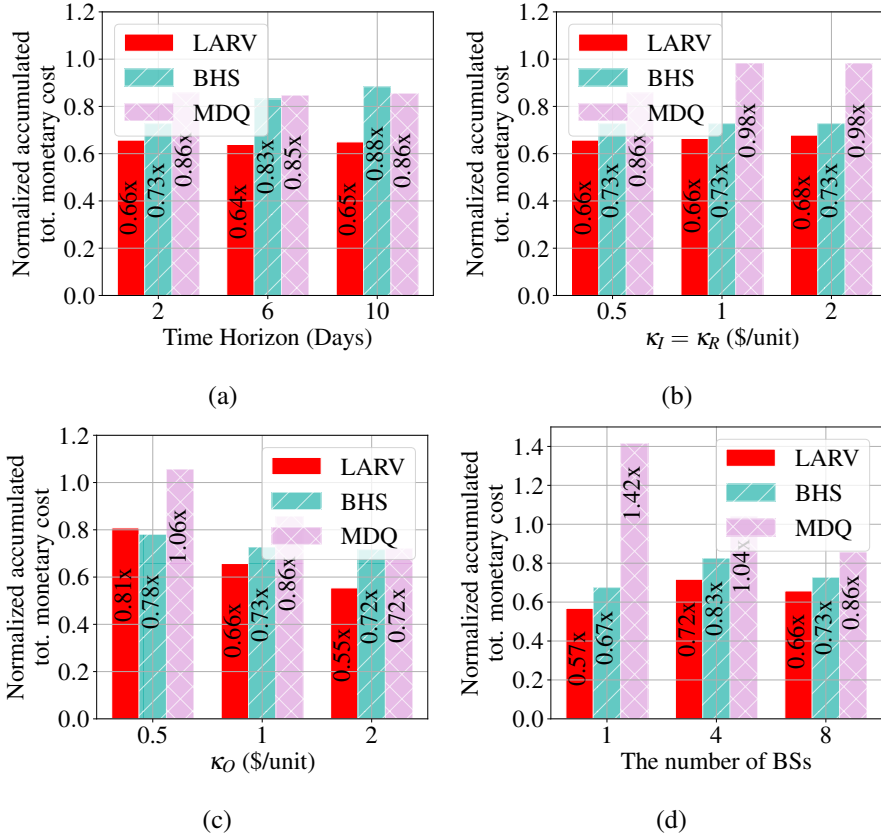 Normalized accumulated
tot. monetary cost
1.2
1.0
0.8
0.6
0.4
0.2
0.0
LARV
BHS
MDQ
0.66x
0.73x
0.86x
0.64x
0.83x
0.85x
0.65x
0.88x
0.86x
2
6
10
Time Horizon (Days)
(a)
Normalized accumulated
tot. monetary cost
1.2
1.0
0.8
0.6
0.4
0.2
0.0
LARV
BHS
MDQ
0.66x
0.73x
0.86x
0.66x
0.73x
0.98x
0.68x
0.73x
0.98x
0.5
1
2
κ_I = κ_R ($/unit)
(b)
Normalized accumulated
tot. monetary cost
1.2
1.0
0.8
0.6
0.4
0.2
0.0
LARV
BHS
MDQ
0.81x
0.78x
1.06x
0.66x
0.73x
0.86x
0.55x
0.72x
0.72x
0.5
1
2
κ_O ($/unit)
(c)
Normalized accumulated
tot. monetary cost
1.4
1.2
1.0
0.8
0.6
0.4
0.2
0.0
LARV
BHS
MDQ
0.57x
0.67x
1.42x
0.72x
0.83x
1.04x
0.66x
0.73x
0.86x
1
4
8
The number of BSs
(d)